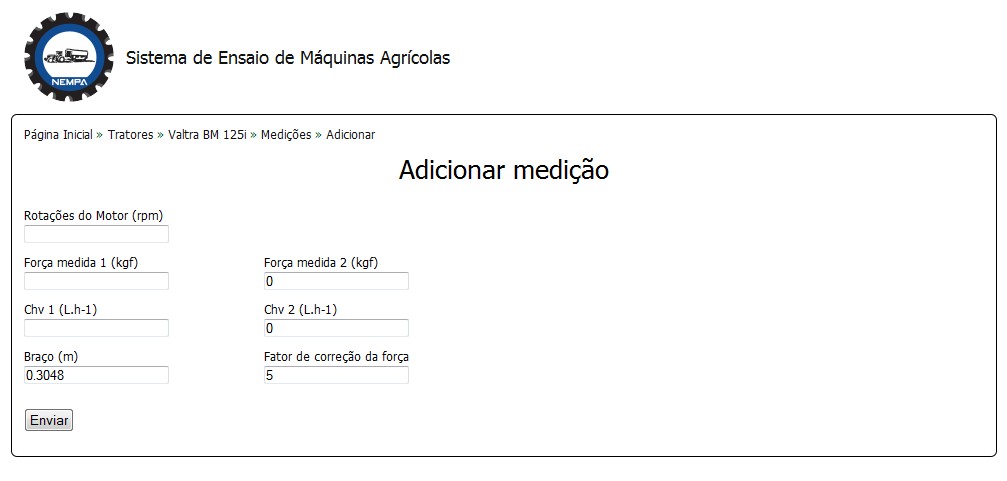 NEMPA
Sistema de Ensaio de Máquinas Agrícolas
Página Inicial » Tratores » Valtra BM 125i » Medições » Adicionar
Adicionar medição
Rotações do Motor (rpm)
Força medida 1 (kgf) Força medida 2 (kgf)
0
Chv 1 (L.h-1) Chv 2 (L.h-1)
0
Braço (m) Fator de correção da força
0.3048 5
Enviar